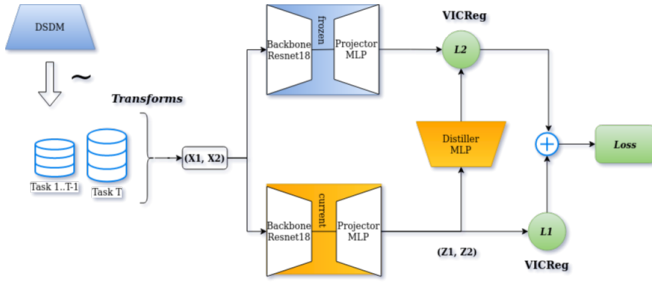 DSDM
~
Transforms
Task 1..T-1
Task T
(X1, X2)
Backbone
Resnet18
frozen
Projector
MLP
VICReg
L2
Distiller
MLP
Backbone
Resnet18
current
Projector
MLP
(Z1, Z2)
L1
VICReg
+
Loss